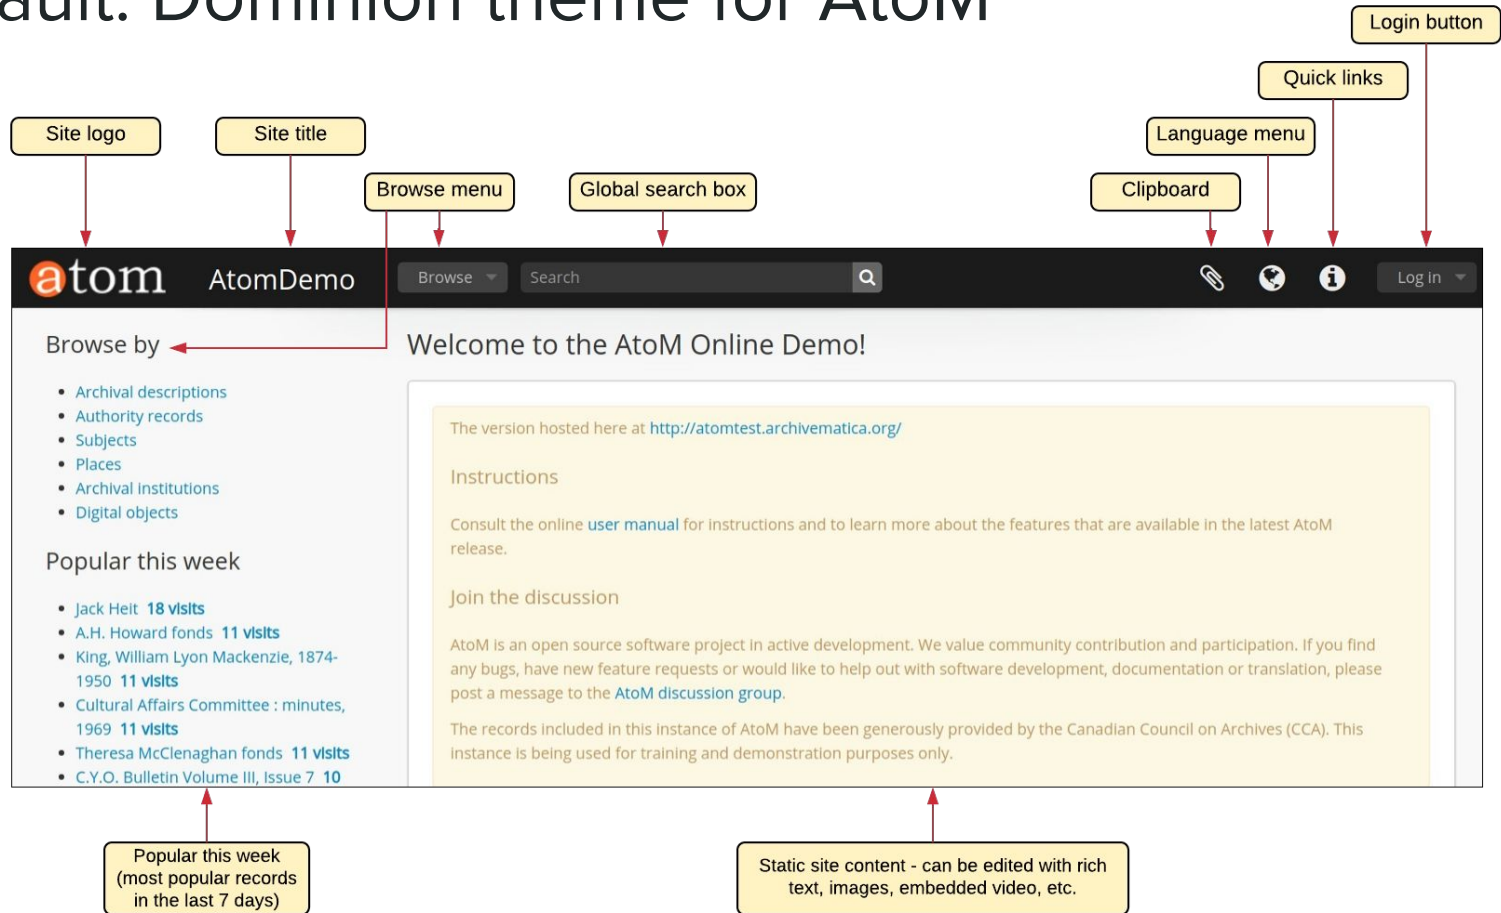 ault: Dominion theme for AtoM
Login button
Quick links
Site logo
Site title
Language menu
Browse menu
Global search box
Clipboard
atom
AtomDemo
Browse
Search
Log in
Browse by
Archival descriptions
Authority records
Subjects
Places
Archival institutions
Digital objects
Popular this week
Jack Heit 18 visits
A.H. Howard fonds 11 visits
King, William Lyon Mackenzie, 1874-
1950 11 visits
Cultural Affairs Committee : minutes,
1969 11 visits
Theresa McClenaghan fonds 11 visits
C.Y.O. Bulletin Volume III, Issue 7 10
Welcome to the AtoM Online Demo!
The version hosted here at http://atomtest.archivematica.org/
Instructions
Consult the online user manual for instructions and to learn more about the features that are available in the latest AtoM
release.
Join the discussion
AtoM is an open source software project in active development. We value community contribution and participation. If you find
any bugs, have new feature requests or would like to help out with software development, documentation or translation, please
post a message to the AtoM discussion group.
The records included in this instance of AtoM have been generously provided by the Canadian Council on Archives (CCA). This
instance is being used for training and demonstration purposes only.
Popular this week
(most popular records
in the last 7 days)
Static site content - can be edited with rich
text, images, embedded video, etc.